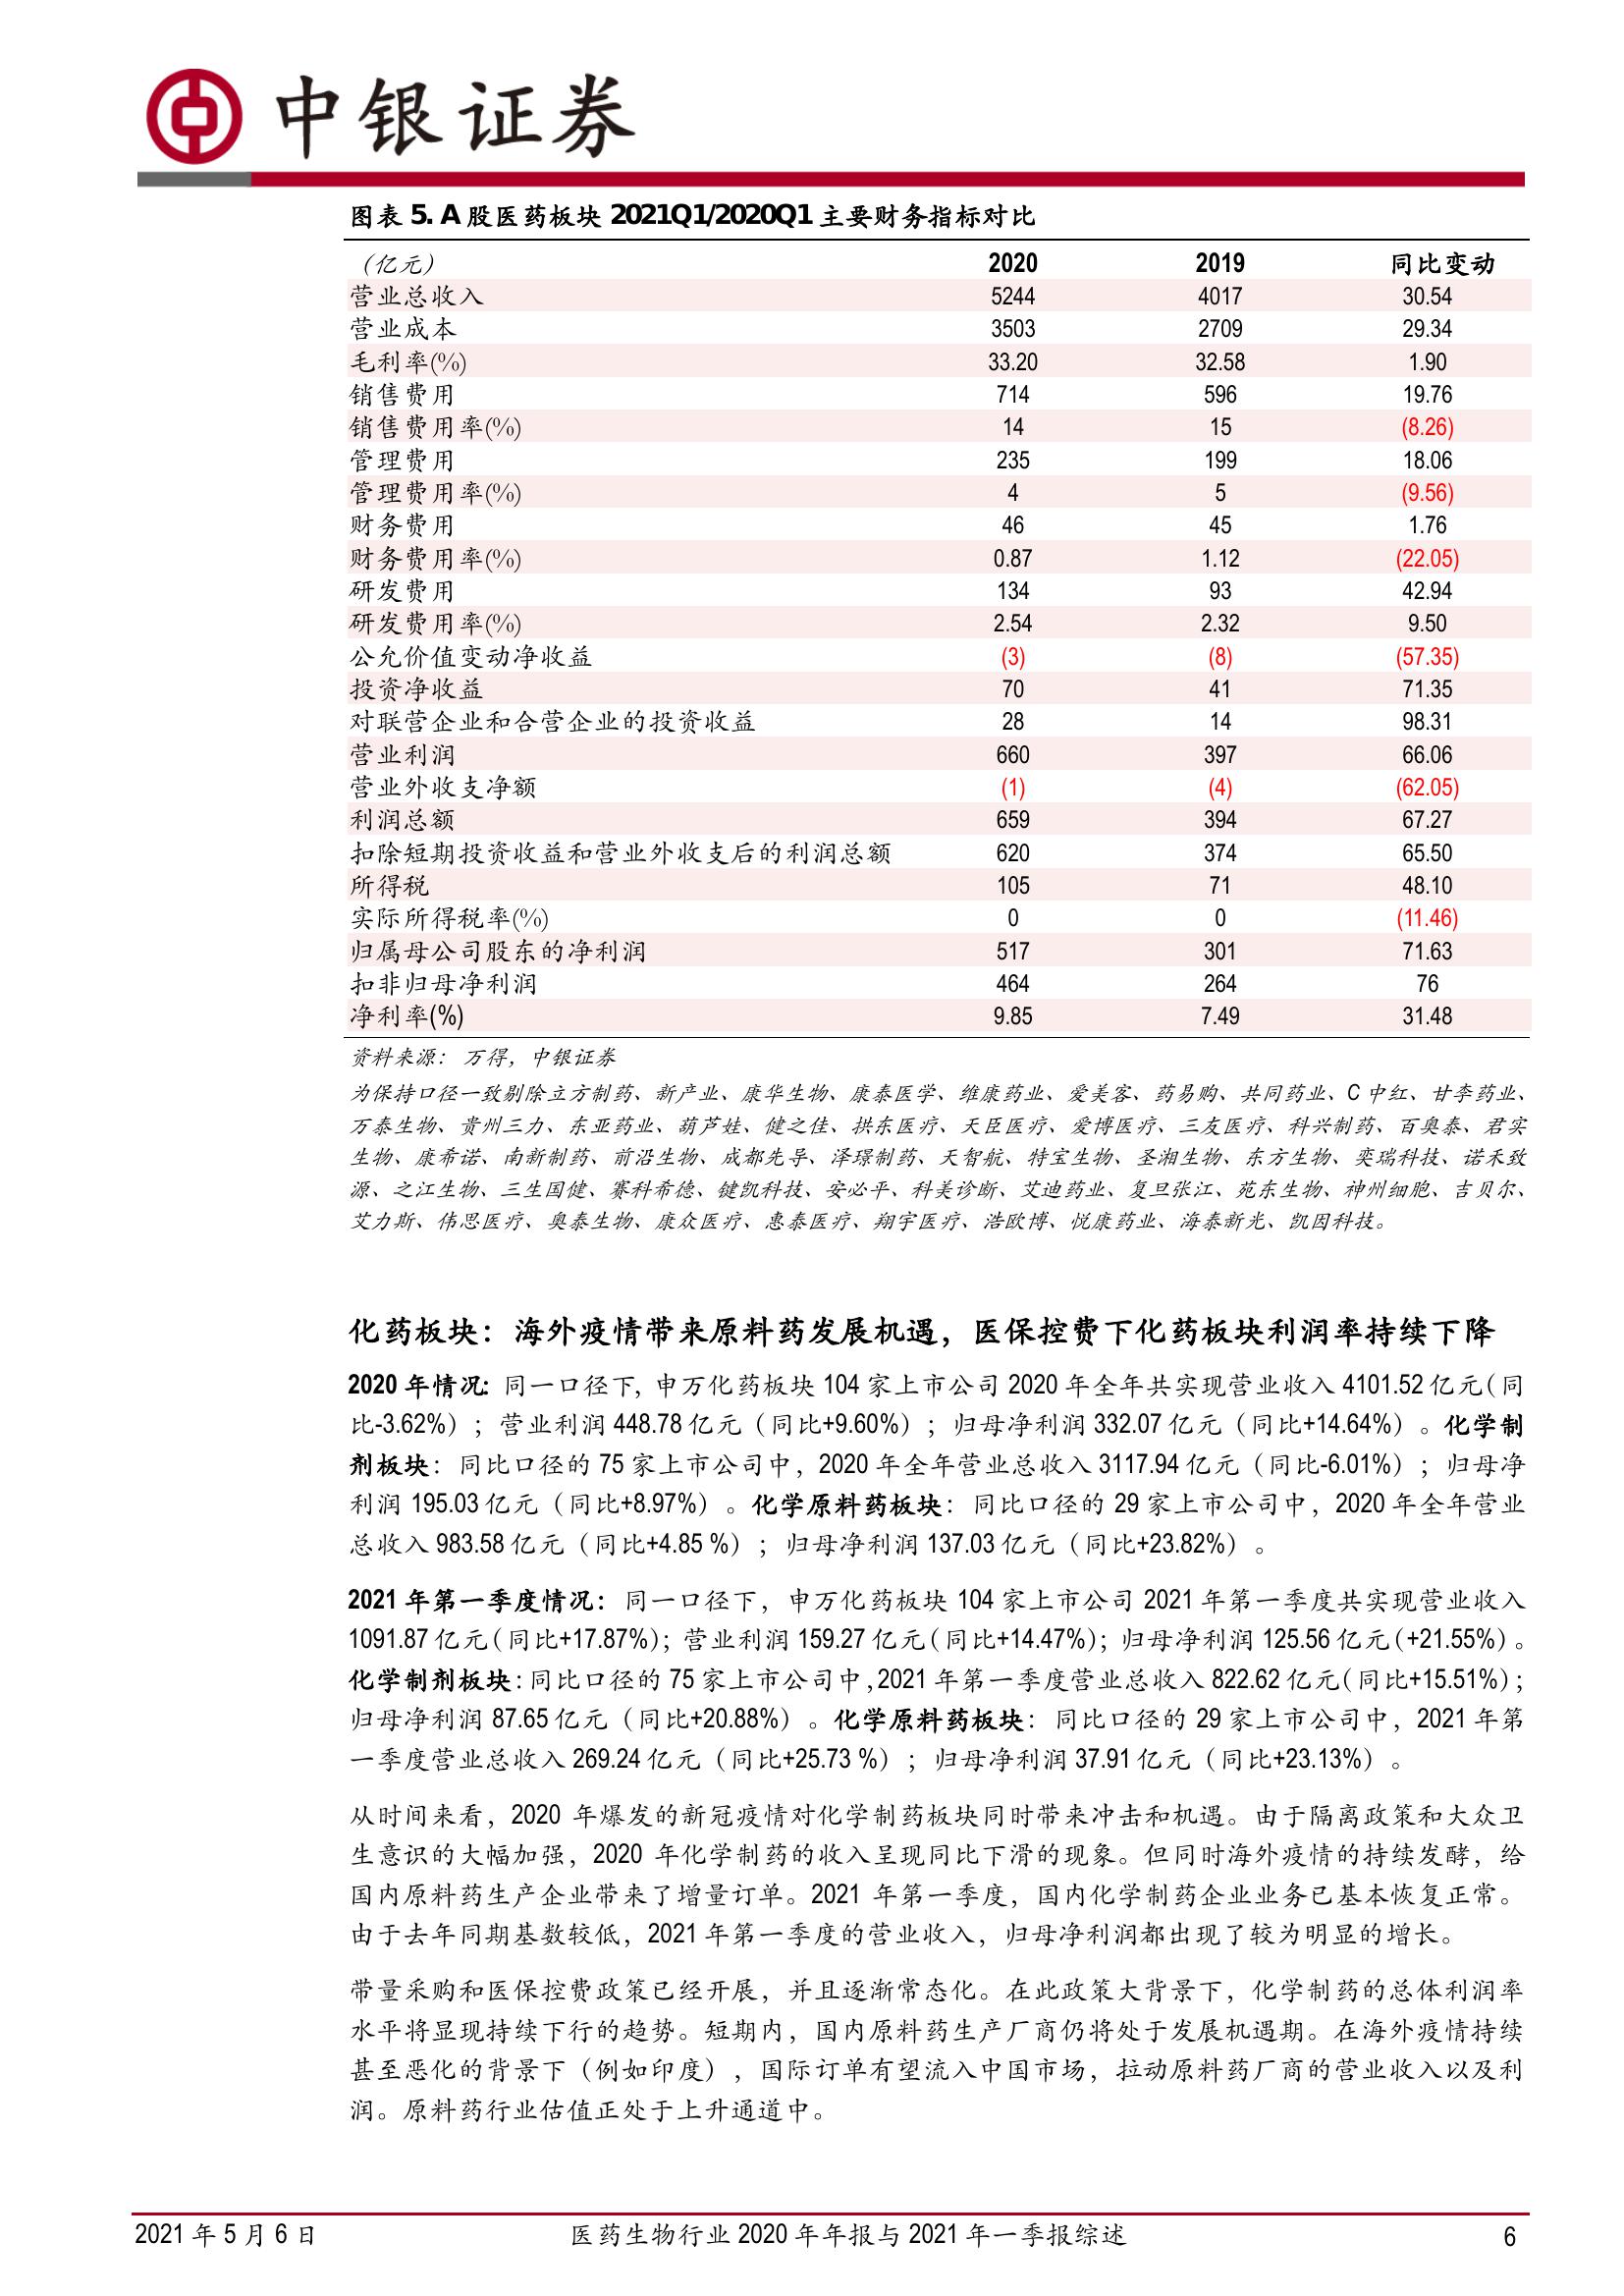 中银证券
图表 5. A 股医药板块 2021Q1/2020Q1 主要财务指标对比
（亿元） 2020 2019 同比变动
营业总收入 5244 4017 30.54
营业成本 3503 2709 29.34
毛利率(%) 33.20 32.58 1.90
销售费用 714 596 19.76
销售费用率(%) 14 15 (8.26)
管理费用 235 199 18.06
管理费用率(%) 4 5 (9.56)
财务费用 46 45 1.76
财务费用率(%) 0.87 1.12 (22.05)
研发费用 134 93 42.94
研发费用率(%) 2.54 2.32 9.50
公允价值变动净收益 (3) (8) (57.35)
投资净收益 70 41 71.35
对联营企业和合营企业的投资收益 28 14 98.31
营业利润 660 397 66.06
营业外收支净额 (1) (4) (62.05)
利润总额 659 394 67.27
扣除短期投资收益和营业外收支后的利润总额 620 374 65.50
所得税 105 71 48.10
实际所得税率(%) 0 0 (11.46)
归属母公司股东的净利润 517 301 71.63
扣非归母净利润 464 264 76
净利率(%) 9.85 7.49 31.48
资料来源：万得，中银证券
为保持口径一致剔除立方制药、新产业、康华生物、康泰医学、维康药业、爱美客、药易购、共同药业、C 中红、甘李药业、
万泰生物、贵州三力、东亚药业、葫芦娃、健之佳、拱东医疗、天臣医疗、爱博医疗、三友医疗、科兴制药、百奥泰、君实
生物、康希诺、南新制药、前沿生物、成都先导、泽璟制药、天智航、特宝生物、圣湘生物、东方生物、奕瑞科技、诺禾致
源、之江生物、三生国健、赛科希德、键凯科技、安必平、科美诊断、艾迪药业、复旦张江、苑东生物、神州细胞、吉贝尔、
艾力斯、伟思医疗、奥泰生物、康众医疗、惠泰医疗、翔宇医疗、浩欧博、悦康药业、海泰新光、凯因科技。
化药板块：海外疫情带来原料药发展机遇，医保控费下化药板块利润率持续下降
2020 年情况：同一口径下，申万化药板块 104 家上市公司 2020 年全年共实现营业收入 4101.52 亿元（同
比-3.62%）；营业利润 448.78 亿元（同比+9.60%）；归母净利润 332.07 亿元（同比+14.64%）。化学制
剂板块：同比口径的 75 家上市公司中，2020 年全年营业总收入 3117.94 亿元（同比-6.01%）；归母净
利润 195.03 亿元（同比+8.97%）。化学原料药板块：同比口径的 29 家上市公司中，2020 年全年营业
总收入 983.58 亿元（同比+4.85 %）；归母净利润 137.03 亿元（同比+23.82%）。
2021 年第一季度情况：同一口径下，申万化药板块 104 家上市公司 2021 年第一季度共实现营业收入
1091.87 亿元（同比+17.87%）；营业利润 159.27 亿元（同比+14.47%）；归母净利润 125.56 亿元（+21.55%）。
化学制剂板块：同比口径的 75 家上市公司中，2021 年第一季度营业总收入 822.62 亿元（同比+15.51%）；
归母净利润 87.65 亿元（同比+20.88%）。化学原料药板块：同比口径的 29 家上市公司中，2021 年第
一季度营业总收入 269.24 亿元（同比+25.73 %）；归母净利润 37.91 亿元（同比+23.13%）。
从时间来看，2020 年爆发的新冠疫情对化学制药板块同时带来冲击和机遇。由于隔离政策和大众卫
生意识的大幅加强，2020 年化学制药的收入呈现同比下滑的现象。但同时海外疫情的持续发酵，给
国内原料药生产企业带来了增量订单。2021 年第一季度，国内化学制药企业业务已基本恢复正常。
由于去年同期基数较低，2021 年第一季度的营业收入，归母净利润都出现了较为明显的增长。
带量采购和医保控费政策已经开展，并且逐渐常态化。在此政策大背景下，化学制药的总体利润率
水平将显现持续下行的趋势。短期内，国内原料药生产厂商仍将处于发展机遇期。在海外疫情持续
甚至恶化的背景下（例如印度），国际订单有望流入中国市场，拉动原料药厂商的营业收入以及利
润。原料药行业估值正处于上升通道中。
2021 年 5 月 6 日 医药生物行业 2020 年年报与 2021 年一季报综述 6